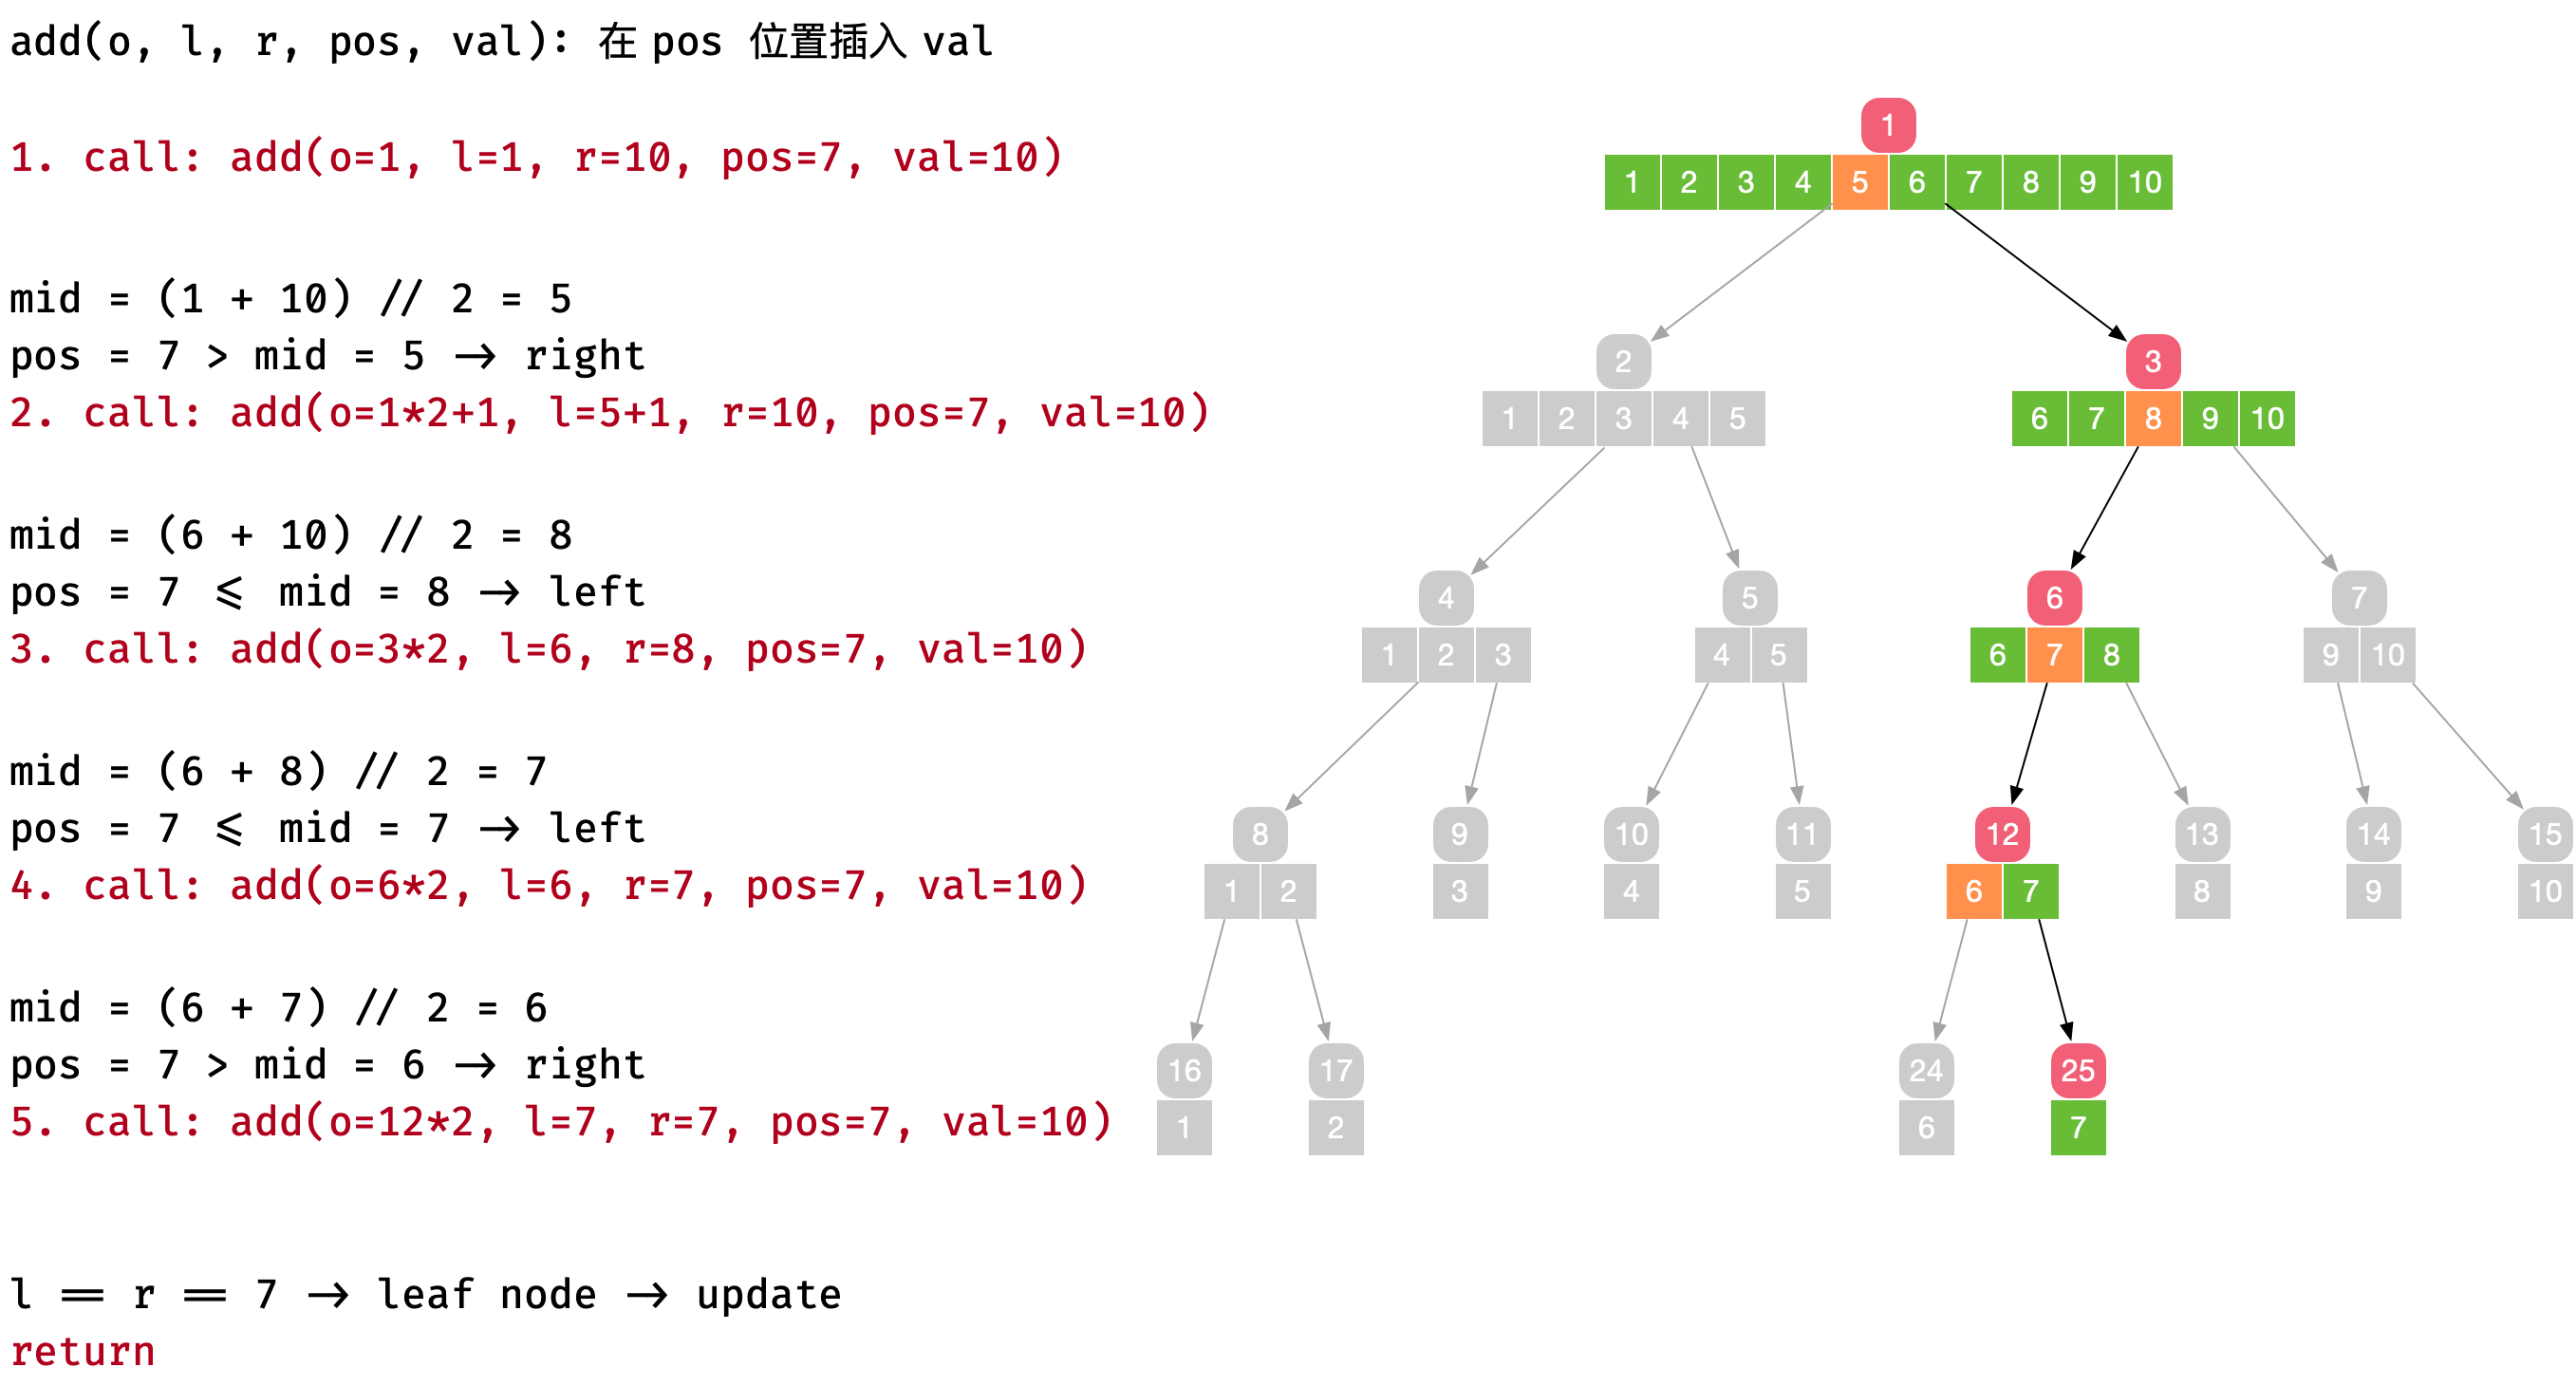 add(o, l, r, pos, val): 在 pos 位置插入 val
1. call: add(o=1, l=1, r=10, pos=7, val=10)
mid = (1 + 10) // 2 = 5
pos = 7 > mid = 5 → right
2. call: add(o=1*2+1, l=5+1, r=10, pos=7, val=10)
mid = (6 + 10) // 2 = 8
pos = 7 ⩽ mid = 8 → left
3. call: add(o=3*2, l=6, r=8, pos=7, val=10)
mid = (6 + 8) // 2 = 7
pos = 7 ⩽ mid = 7 → left
4. call: add(o=6*2, l=6, r=7, pos=7, val=10)
mid = (6 + 7) // 2 = 6
pos = 7 > mid = 6 → right
5. call: add(o=12*2, l=7, r=7, pos=7, val=10)
l == r == 7 → leaf node → update
return
1
1 2 3 4 5 6 7 8 9 10
2 3
1 2 3 4 5 6 7 8 9 10
4 5 6 7
1 2 3 4 5 6 7 8 9 10
8 9 10 11 12 13 14 15
1 2 3 4 5 6 7 8 9 10
16 17 24 25
1 2 6 7